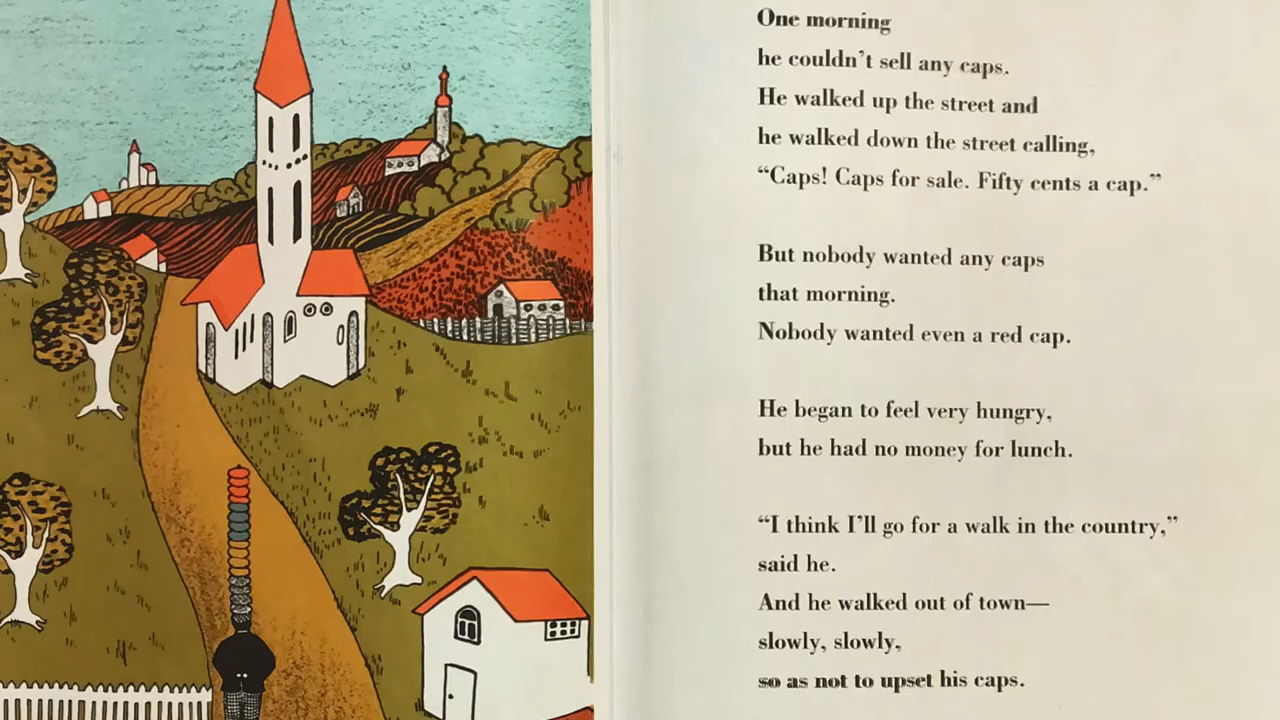 One morning
he couldn't sell any caps.
He walked up the street and
he walked down the street calling,
“Caps! Caps for sale. Fifty cents a cap.”
But nobody wanted any caps
that morning.
Nobody wanted even a red cap.
He began to feel very hungry,
but he had no money for lunch.
“I think I'll go for a walk in the country,”
said he.
And he walked out of town—
slowly, slowly,
so as not to upset his caps.